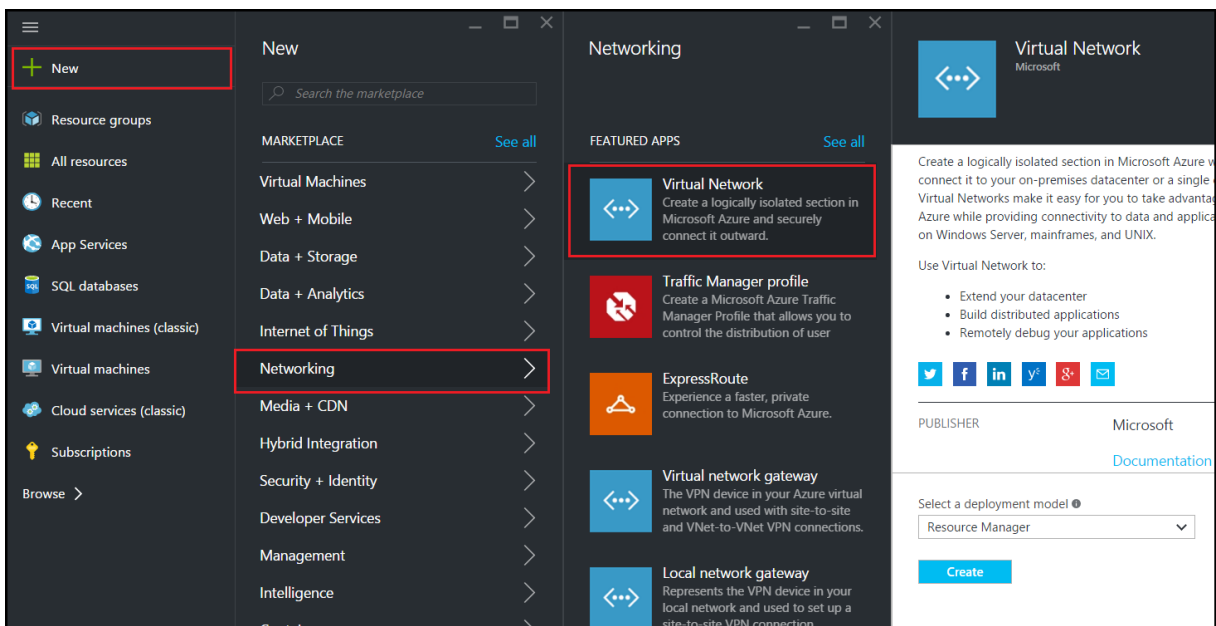 New
Resource groups
All resources
Recent
App Services
SQL databases
Virtual machines (classic)
Virtual machines
Cloud services (classic)
Subscriptions
Browse
New
Search the marketplace
MARKETPLACE
See all
Virtual Machines
Web + Mobile
Data + Storage
Data + Analytics
Internet of Things
Networking
Media + CDN
Hybrid Integration
Security + Identity
Developer Services
Management
Intelligence
Networking
FEATURED APPS
See all
Virtual Network
Create a logically isolated section in
Microsoft Azure and securely
connect it outward.
Traffic Manager profile
Create a Microsoft Azure Traffic
Manager Profile that allows you to
control the distribution of user
ExpressRoute
Experience a faster, private
connection to Microsoft Azure.
Virtual network gateway
The VPN device in your Azure virtual
network and used with site-to-site
and VNet-to-VNet VPN connections.
Local network gateway
Represents the VPN device in your
local network and used to set up a
site-to-site VPN connection.
Virtual Network
Microsoft
Create a logically isolated section in Microsoft Azure
connect it to your on-premises datacenter or a single
Virtual Networks make it easy for you to take
Azure while providing connectivity to data and
on Windows Server, mainframes, and UNIX.
Use Virtual Network to:
• Extend your datacenter
• Build distributed applications
• Remotely debug your applications
PUBLISHER
Microsoft
Documentation
Select a deployment model
Resource Manager
Create